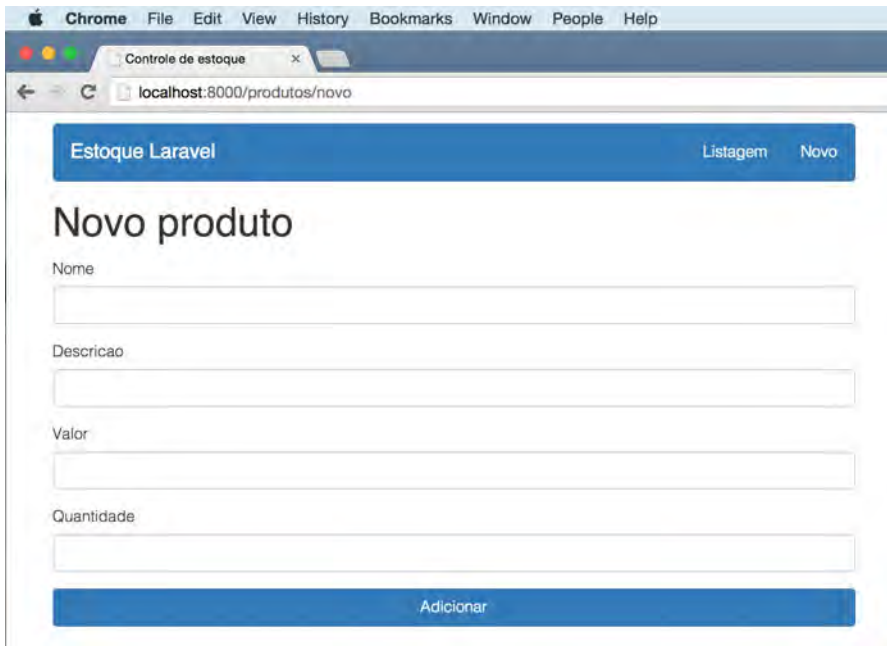 Chrome File Edit View History Bookmarks Window People Help
Controle de estoque ×
localhost:8000/produtos/novo
Estoque Laravel Listagem Novo
Novo produto
Nome
Descricao
Valor
Quantidade
Adicionar